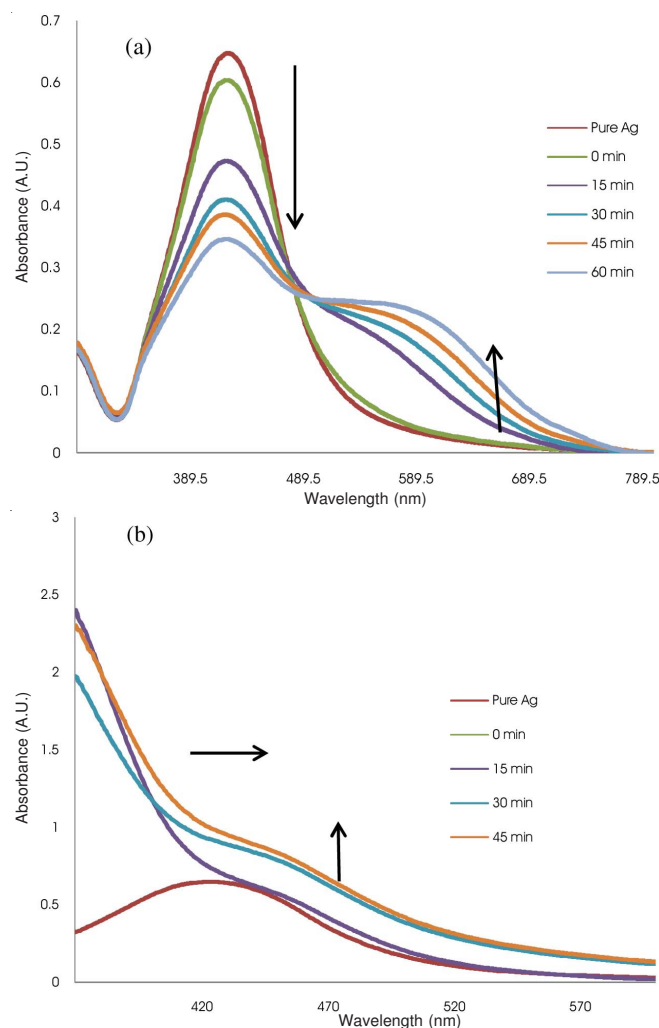 (a)
0.7
0.6
0.5
0.4
0.3
0.2
0.1
0
Absorbance (A.U.)
389.5 489.5 589.5 689.5 789.5
Wavelength (nm)
Pure Ag
0 min
15 min
30 min
45 min
60 min
(b)
3
2.5
2
1.5
1
0.5
0
Absorbance (A.U.)
420 470 520 570
Wavelength (nm)
Pure Ag
0 min
15 min
30 min
45 min